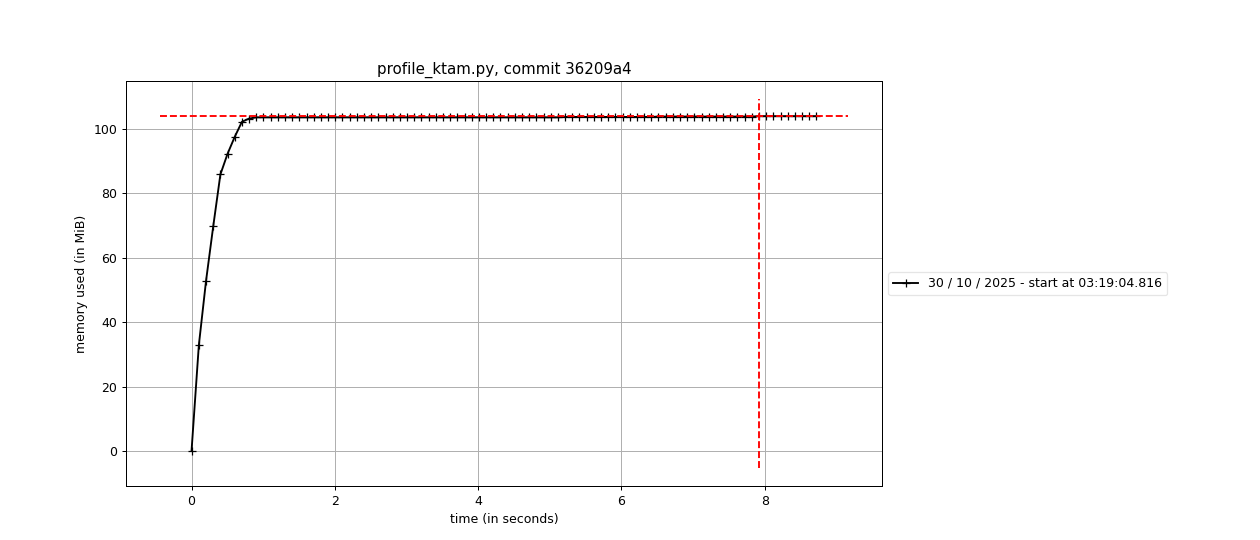 profile_ktam.py, commit 36209a4
memory used (in MiB)
100
80
60
40
20
0
0 2 4 6 8
time (in seconds)
30 / 10 / 2025 - start at 03:19:04.816